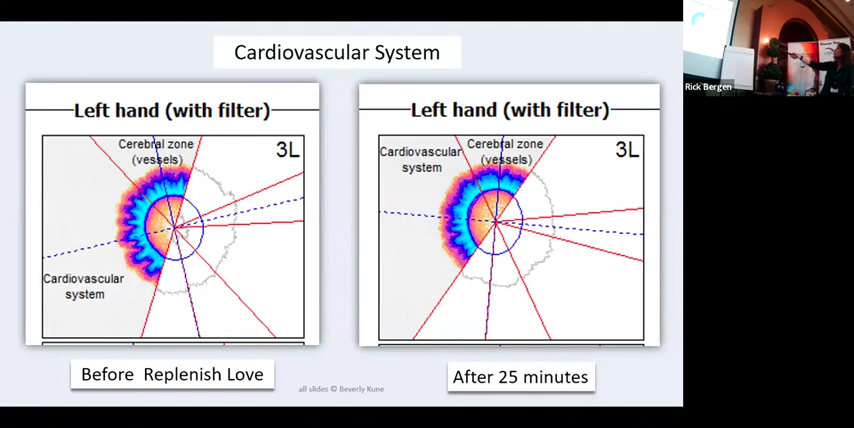 Cardiovascular System
Left hand (with filter)
Cerebral zone
(vessels)
3L
Cardiovascular
system
Before Replenish Love
Left hand (with filter)
Cardiovascular
system
Cerebral zone
(vessels)
3L
After 25 minutes
all slides © Beverly Kune
Rick Bergen